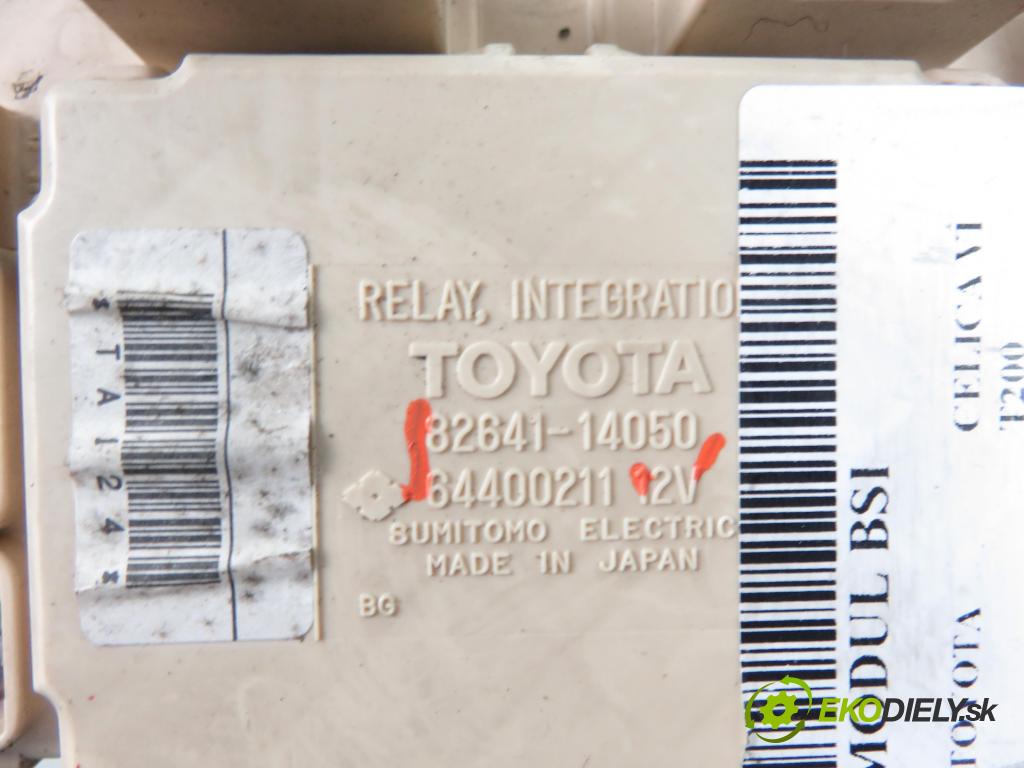 RELAY, INTEGRATIO
TOYOTA
82641-14050
64400211 12V
SUMITOMO ELECTRIC
MADE IN JAPAN
BG
*TA124*
MODUL BSI
TOYOTA
CELICA VI
T200
EKODIELY.sk